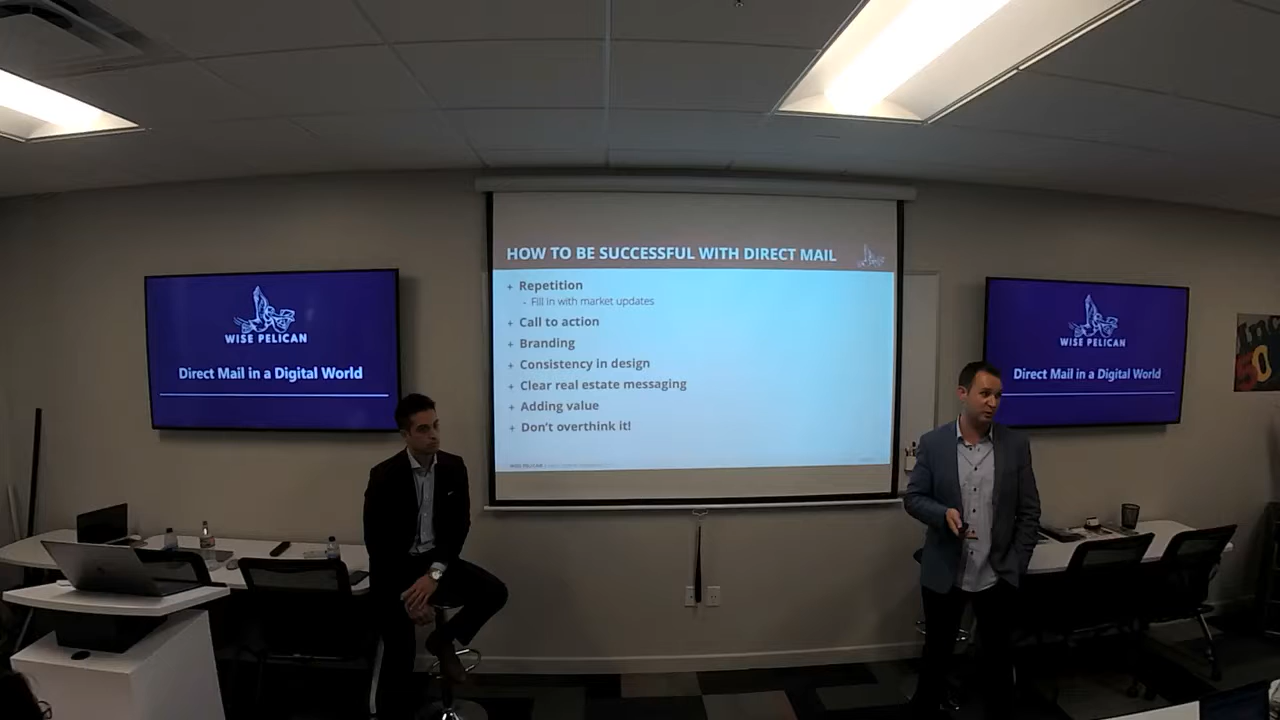 WISE PELICAN
Direct Mail in a Digital World
HOW TO BE SUCCESSFUL WITH DIRECT MAIL
+ Repetition
- Fill in with market updates
+ Call to action
+ Branding
+ Consistency in design
+ Clear real estate messaging
+ Adding value
+ Don't overthink it!
WISE PELICAN
WISE PELICAN
Direct Mail in a Digital World